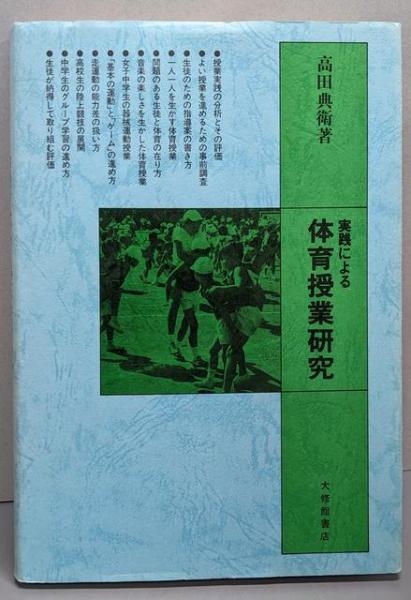 高田典衛著
実践による
体育授業研究
大修館書店
●授業実践の分析とその評価
●よい授業を進めるための事前調査
●生徒のための指導案の書き方
●一人一人を生かす体育授業
●問題のある生徒と体育の在り方
●音楽の楽しさを生かした体育授業
●女子中学生の器械運動授業
●「基本の運動」と「ゲーム」の進め方
●走運動の能力差の扱い方
●高校生の陸上競技の展開
●中学生のグループ学習の進め方
●生徒が納得して取り組む評価